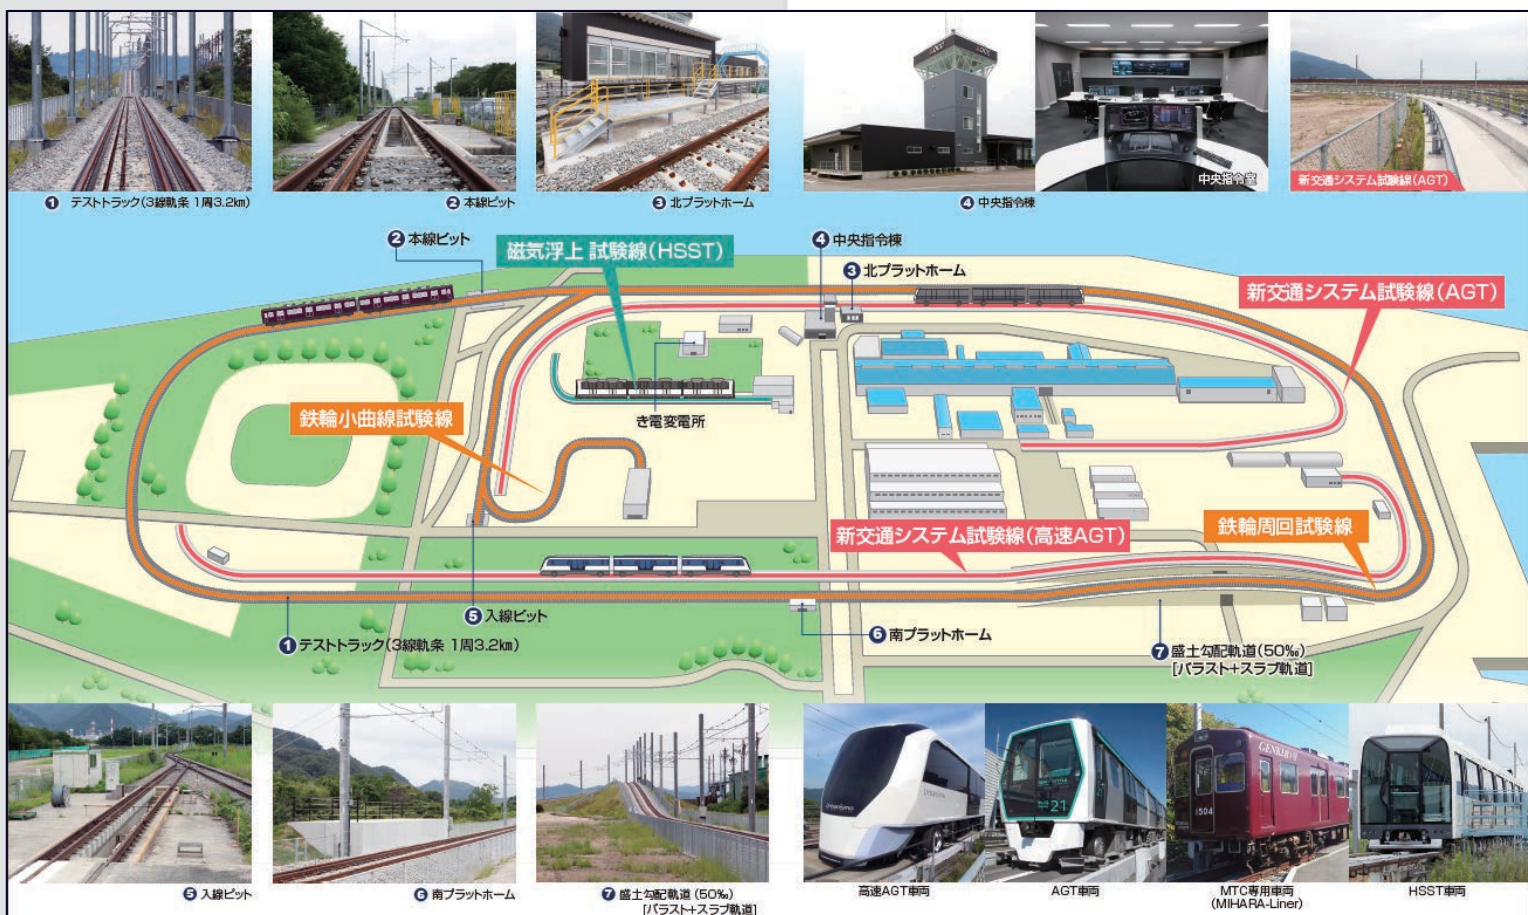 ❶ テストトラック(3線軌条 1周3.2km)
❷ 本線ピット
❸ 北プラットホーム
❹ 中央指令棟
中央指令室
新交通システム試験線(AGT)
❷ 本線ピット
磁気浮上 試験線(HSST)
❹ 中央指令棟
❸ 北プラットホーム
新交通システム試験線(AGT)
鉄輪小曲線試験線
き電変電所
新交通システム試験線(高速AGT)
鉄輪周回試験線
❺ 入線ピット
❶ テストトラック(3線軌条 1周3.2km)
❻ 南プラットホーム
❼ 盛土勾配軌道(50‰)
[バラスト+スラブ軌道]
GENKIトレイン
1504
21
❺ 入線ピット
❻ 南プラットホーム
❼ 盛土勾配軌道(50‰)
[バラスト+スラブ軌道]
高速AGT車両
AGT車両
MTC専用車両
(MIHARA-Liner)
HSST車両